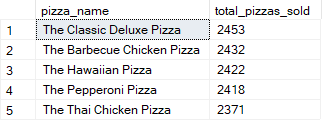 pizza_name total_pizzas_sold
1 The Classic Deluxe Pizza 2453
2 The Barbecue Chicken Pizza 2432
3 The Hawaiian Pizza 2422
4 The Pepperoni Pizza 2418
5 The Thai Chicken Pizza 2371